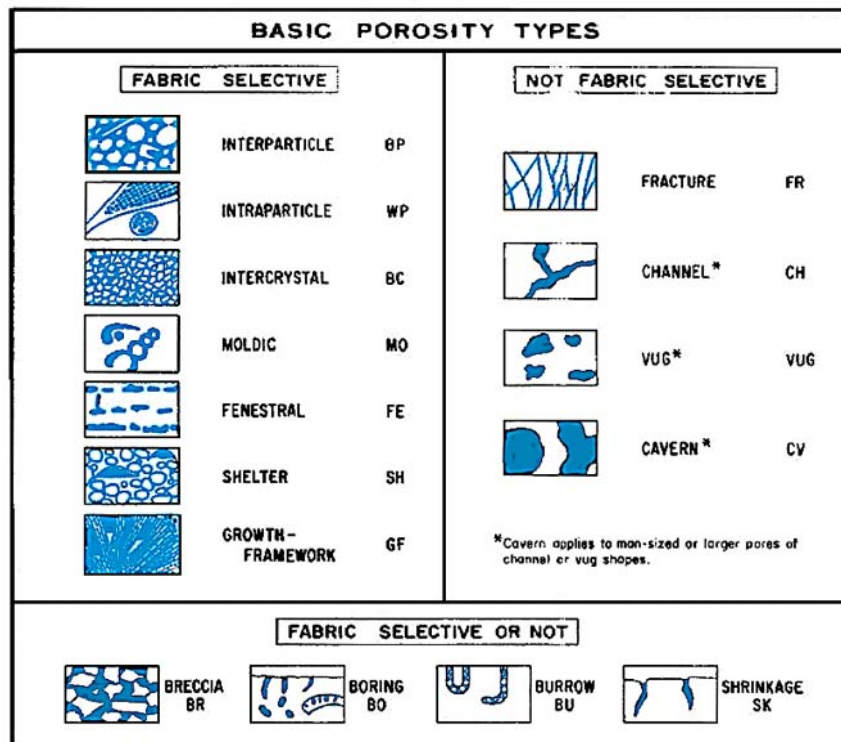 BASIC POROSITY TYPES
FABRIC SELECTIVE
INTERPARTICLE BP
INTRAPARTICLE WP
INTERCRYSTAL BC
MOLDIC MO
FENESTRAL FE
SHELTER SH
GROWTH-
FRAMEWORK GF
NOT FABRIC SELECTIVE
FRACTURE FR
CHANNEL* CH
VUG* VUG
CAVERN* CV
*Cavern applies to man-sized or larger pores of
channel or vug shapes.
FABRIC SELECTIVE OR NOT
BRECCIA
BR
BORING
BO
BURROW
BU
SHRINKAGE
SK